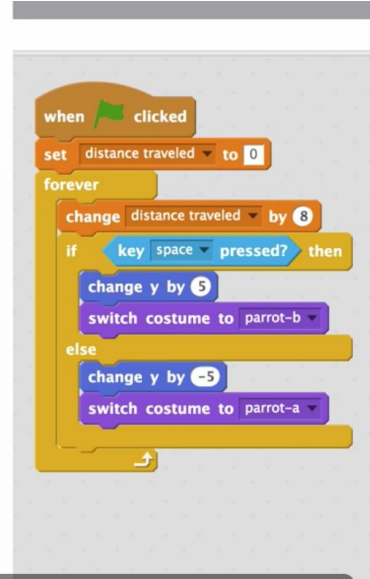 when clicked
set distance traveled to 0
forever
change distance traveled by 8
if key space pressed? then
change y by 5
switch costume to parrot-b
else
change y by -5
switch costume to parrot-a